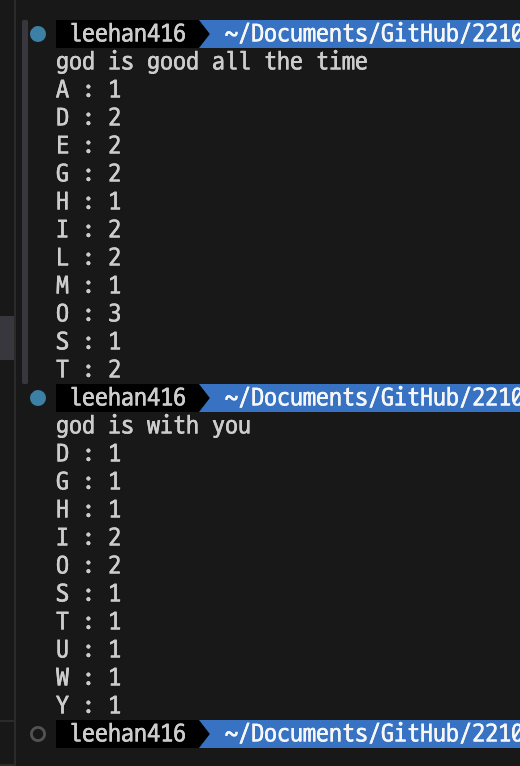 leehan416 ~/Documents/GitHub/2210
god is good all the time
A : 1
D : 2
E : 2
G : 2
H : 1
I : 2
L : 2
M : 1
O : 3
S : 1
T : 2
leehan416 ~/Documents/GitHub/2210
god is with you
D : 1
G : 1
H : 1
I : 2
O : 2
S : 1
T : 1
U : 1
W : 1
Y : 1
leehan416 ~/Documents/GitHub/2210